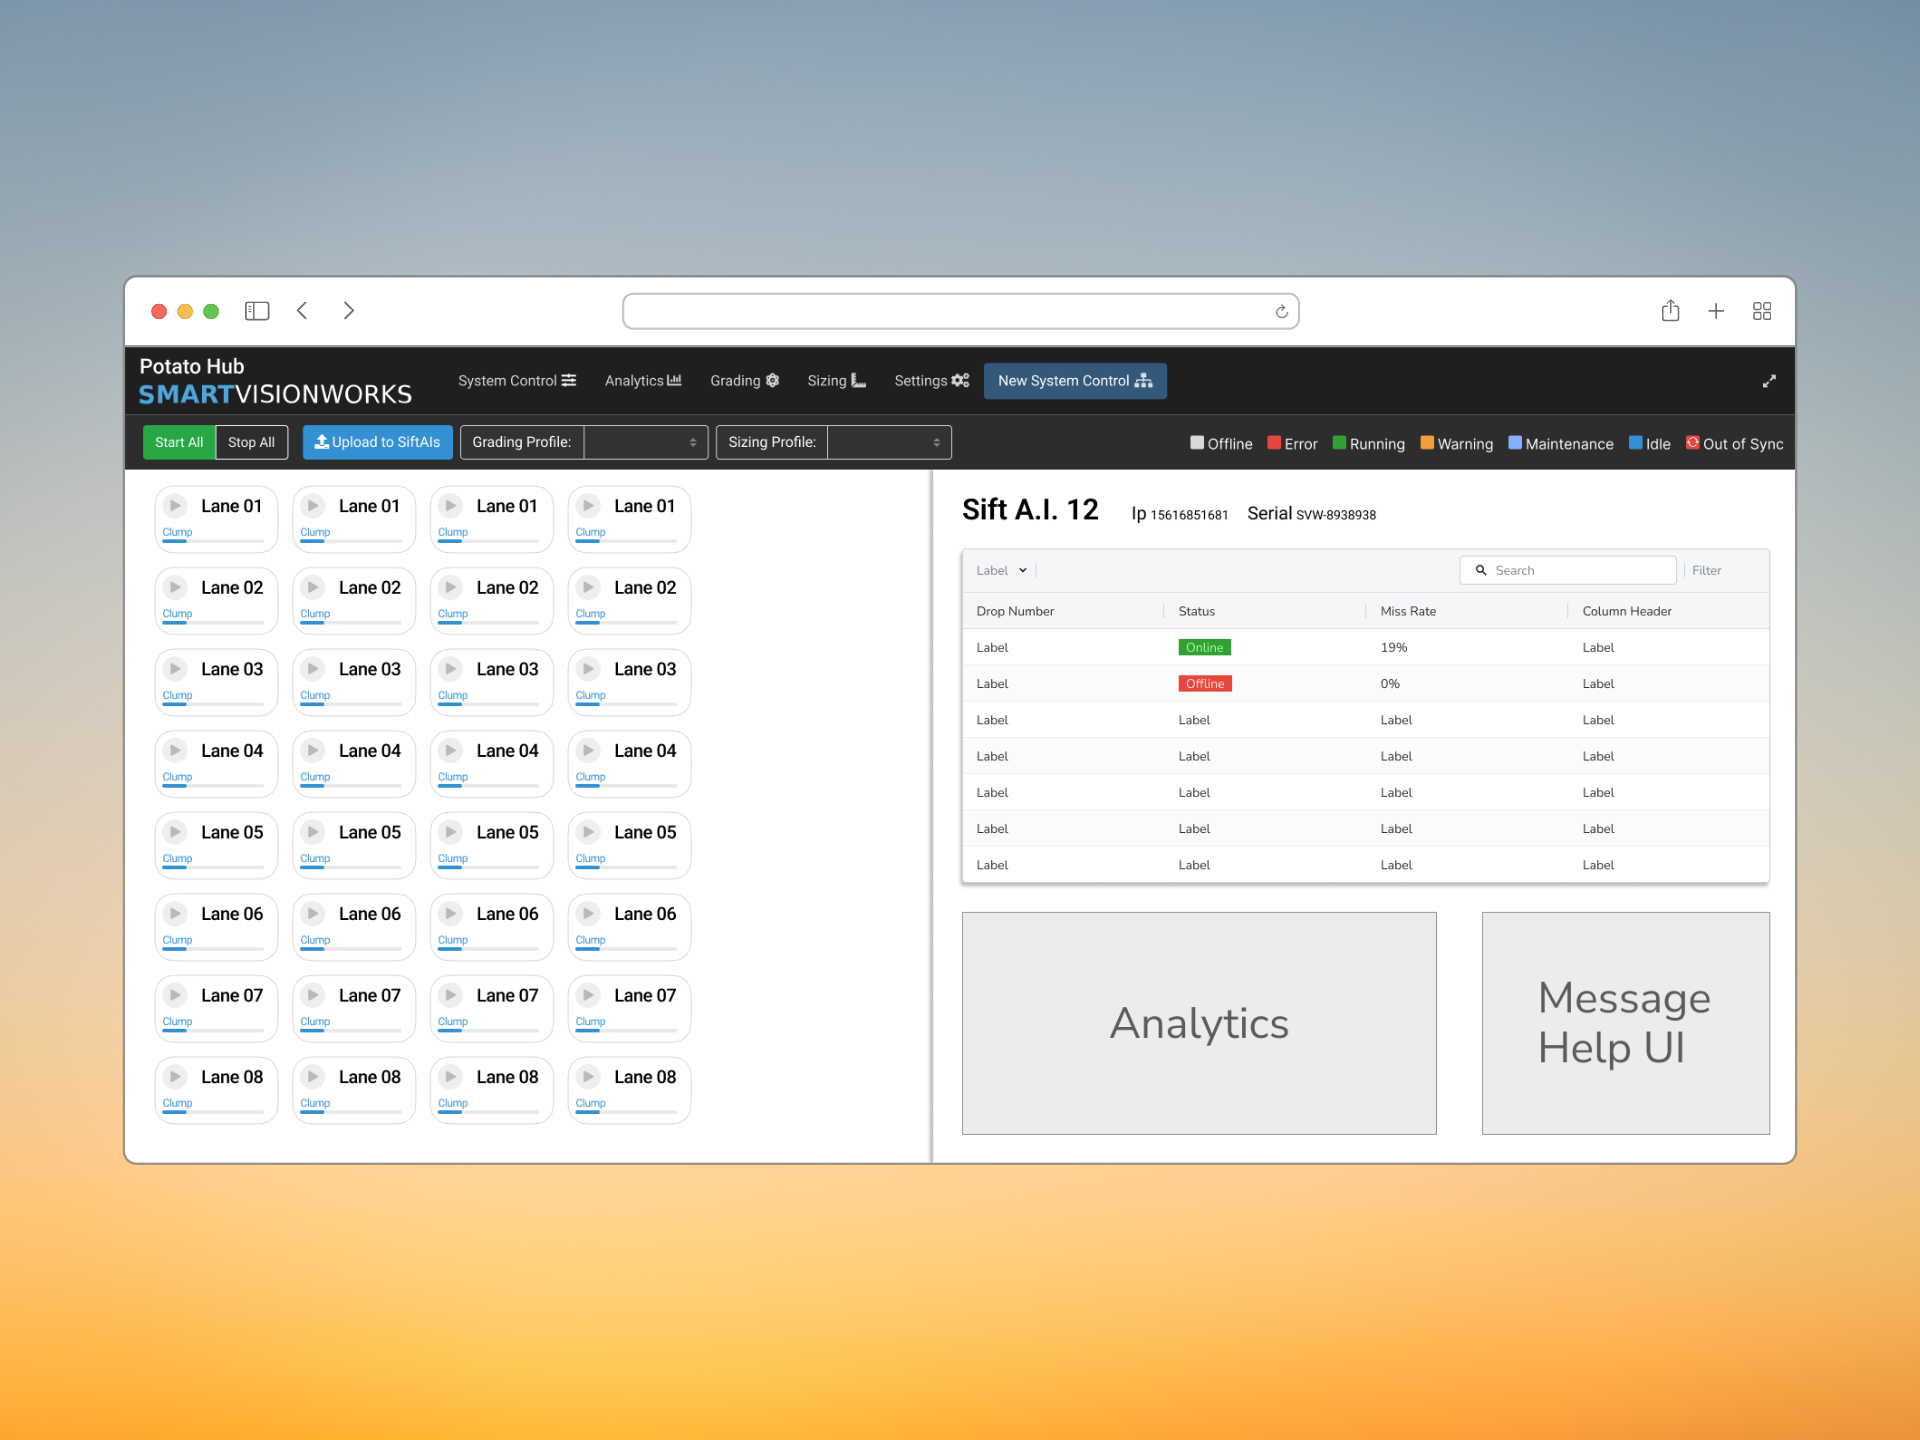 Potato Hub
SMARTVISIONWORKS
System Control Analytics Grading Sizing Settings New System Control
Start All Stop All Upload to SiftAIs Grading Profile: Sizing Profile: Offline Error Running Warning Maintenance Idle Out of Sync
Lane 01 Lane 01 Lane 01 Lane 01
Clump Clump Clump Clump
Lane 02 Lane 02 Lane 02 Lane 02
Clump Clump Clump Clump
Lane 03 Lane 03 Lane 03 Lane 03
Clump Clump Clump Clump
Lane 04 Lane 04 Lane 04 Lane 04
Clump Clump Clump Clump
Lane 05 Lane 05 Lane 05 Lane 05
Clump Clump Clump Clump
Lane 06 Lane 06 Lane 06 Lane 06
Clump Clump Clump Clump
Lane 07 Lane 07 Lane 07 Lane 07
Clump Clump Clump Clump
Lane 08 Lane 08 Lane 08 Lane 08
Clump Clump Clump Clump
Sift A.I. 12 Ip 15616851681 Serial SVW-8938938
Label Search Filter
Drop Number Status Miss Rate Column Header
Label Online 19% Label
Label Offline 0% Label
Label Label Label Label
Label Label Label Label
Label Label Label Label
Label Label Label Label
Label Label Label Label
Analytics
Message
Help UI